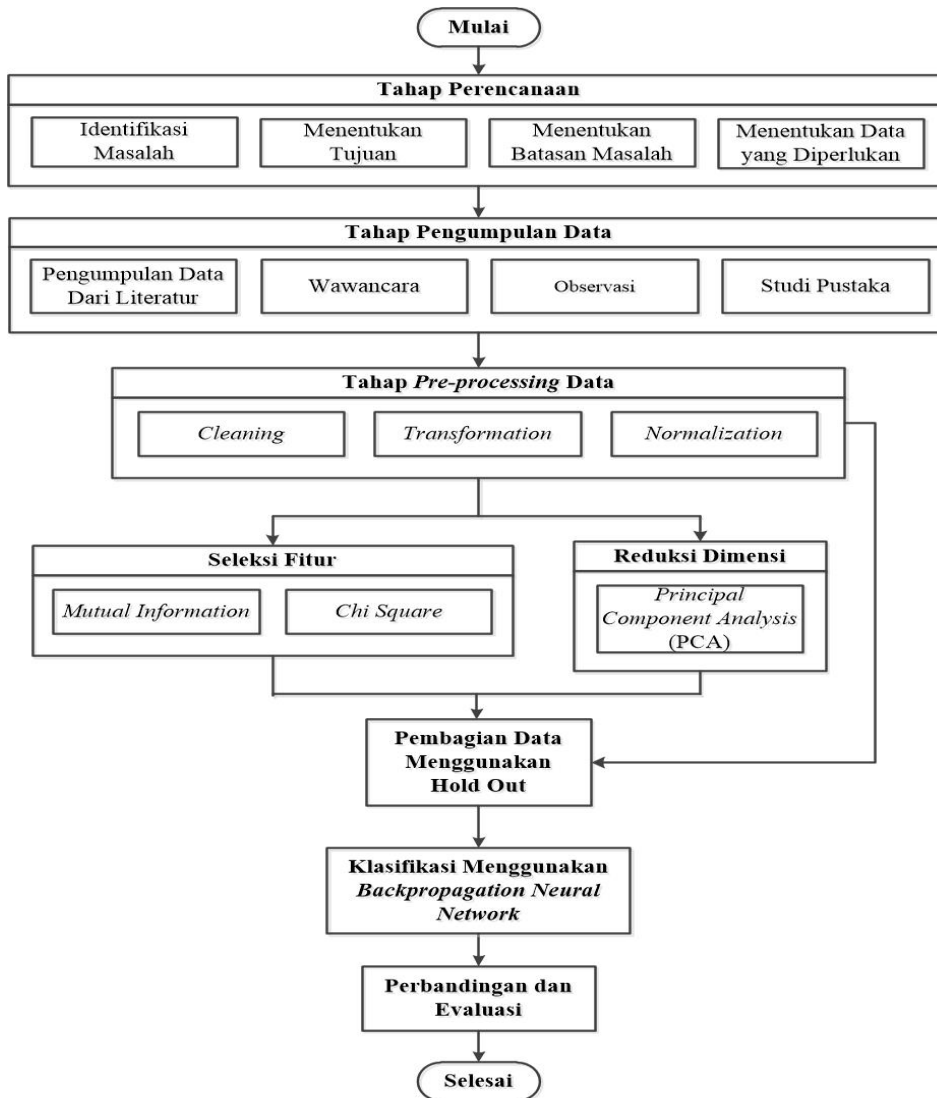 Mulai
Tahap Perencanaan
Identifikasi
Masalah
Menentukan
Tujuan
Menentukan
Batasan Masalah
Menentukan Data
yang Diperlukan
Tahap Pengumpulan Data
Pengumpulan Data
Dari Literatur
Wawancara
Observasi
Studi Pustaka
Tahap Pre-processing Data
Cleaning
Transformation
Normalization
Seleksi Fitur
Mutual Information
Chi Square
Reduksi Dimensi
Principal
Component Analysis
(PCA)
Pembagian Data
Menggunakan
Hold Out
Klasifikasi Menggunakan
Backpropagation Neural
Network
Perbandingan dan
Evaluasi
Selesai